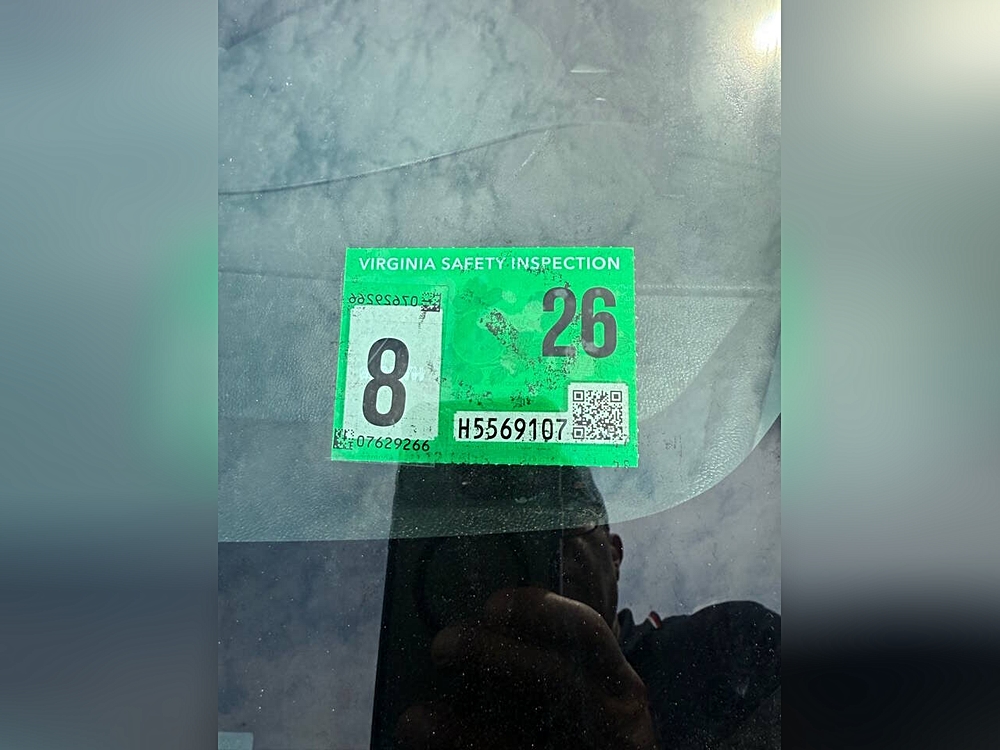 VIRGINIA SAFETY INSPECTION
07629266
26
8
H5569107
07629266